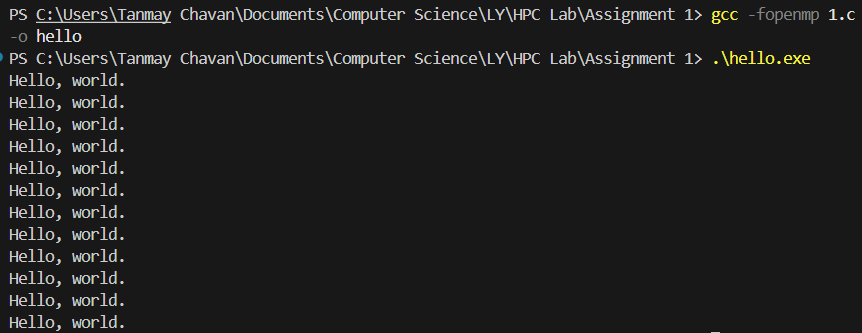 PS C:\Users\Tanmay Chavan\Documents\Computer Science\LY\HPC Lab\Assignment 1> gcc -fopenmp 1.c
-o hello
PS C:\Users\Tanmay Chavan\Documents\Computer Science\LY\HPC Lab\Assignment 1> .\hello.exe
Hello, world.
Hello, world.
Hello, world.
Hello, world.
Hello, world.
Hello, world.
Hello, world.
Hello, world.
Hello, world.
Hello, world.
Hello, world.
Hello, world.